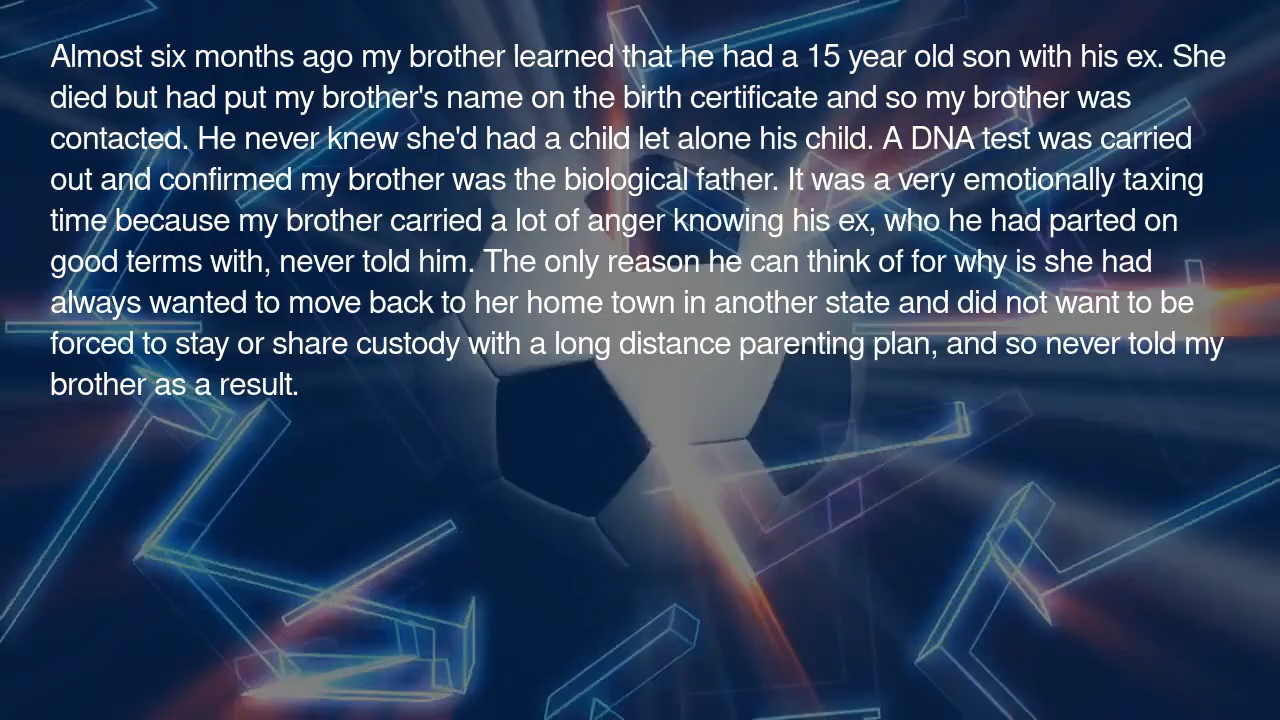 Almost six months ago my brother learned that he had a 15 year old son with his ex. She
died but had put my brother's name on the birth certificate and so my brother was
contacted. He never knew she'd had a child let alone his child. A DNA test was carried
out and confirmed my brother was the biological father. It was a very emotionally taxing
time because my brother carried a lot of anger knowing his ex, who he had parted on
good terms with, never told him. The only reason he can think of for why is she had
always wanted to move back to her home town in another state and did not want to be
forced to stay or share custody with a long distance parenting plan, and so never told my
brother as a result.